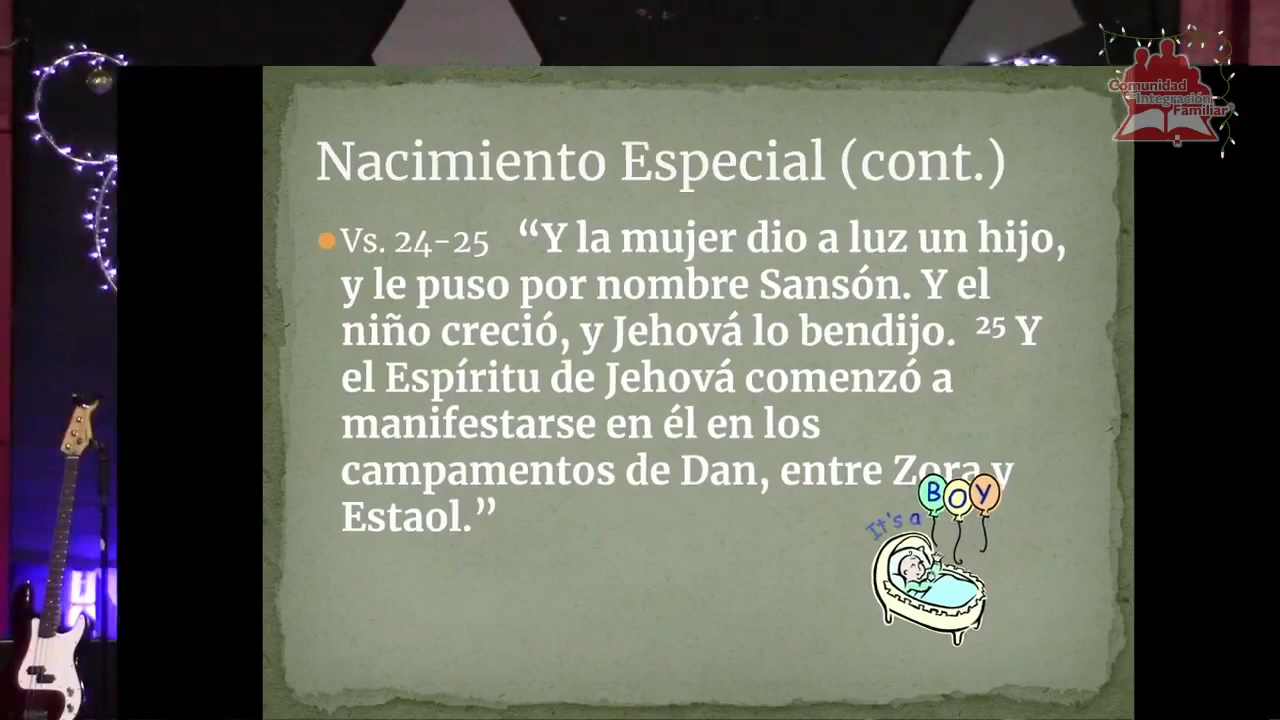 Comunidad
de Integración
Familiar
Nacimiento Especial (cont.)
Vs. 24-25 “Y la mujer dio a luz un hijo,
y le puso por nombre Sansón. Y el
niño creció, y Jehová lo bendijo. ²⁵ Y
el Espíritu de Jehová comenzó a
manifestarse en él en los
campamentos de Dan, entre Zora y
Estaol.”
It's a
BOY